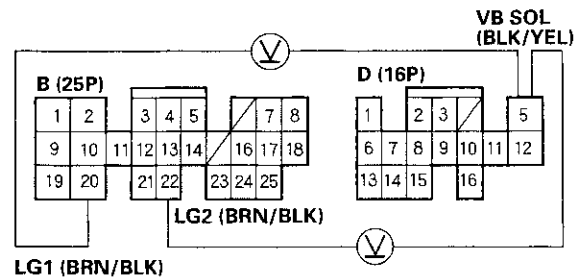 VB SOL
(BLK/YEL)
V
B (25P)
D (16P)
1 2 3 4 5 7 8
1 2 3 5
9 10 11 12 13 14 16 17 18
6 7 8 9 10 11 12
19 20 21 22 23 24 25
13 14 15 16
LG2 (BRN/BLK)
V
LG1 (BRN/BLK)